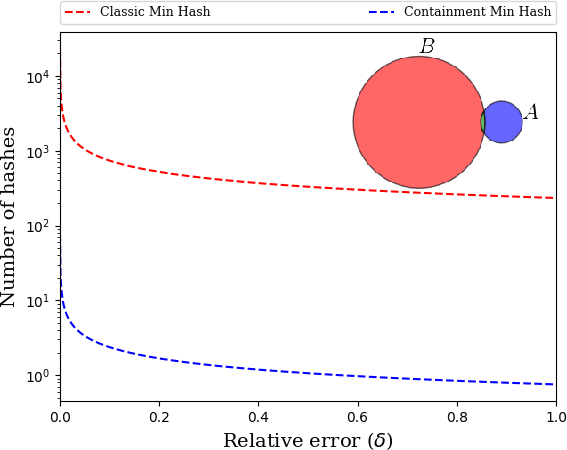 Classic Min Hash Containment Min Hash
B
A
Number of hashes
10⁴
10³
10²
10¹
10⁰
0.0 0.2 0.4 0.6 0.8 1.0
Relative error (δ)